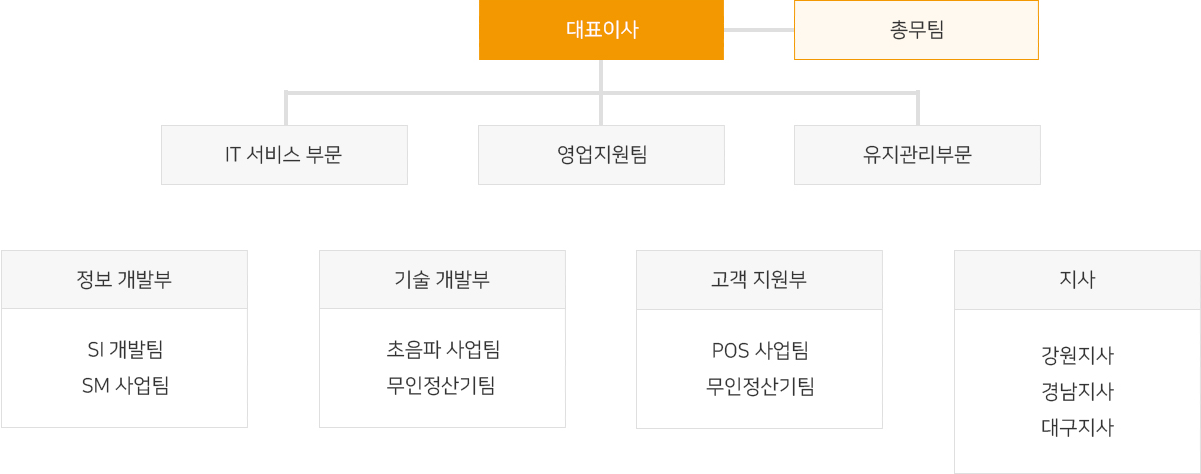 대표이사
총무팀
IT 서비스 부문
영업지원팀
유지관리부문
정보 개발부
SI 개발팀
SM 사업팀
기술 개발부
초음파 사업팀
무인정산기팀
고객 지원부
POS 사업팀
무인정산기팀
지사
강원지사
경남지사
대구지사